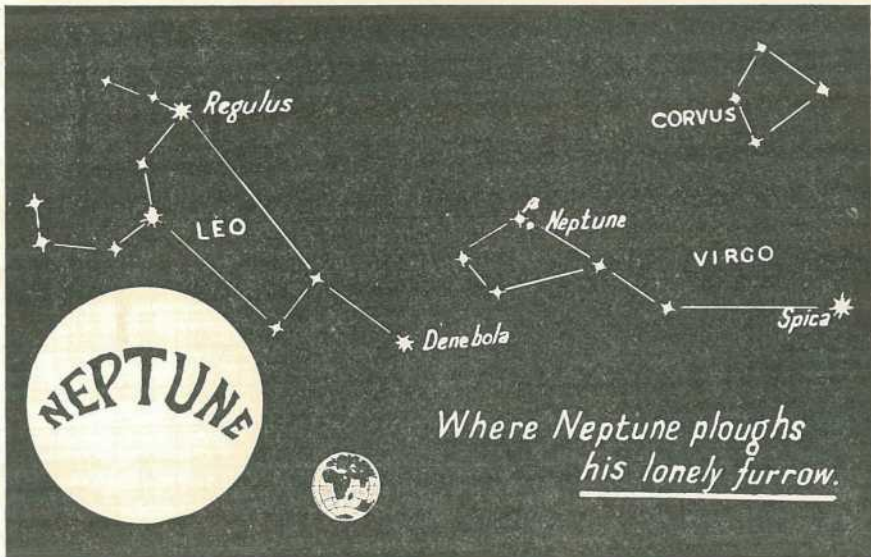 Regulus
CORVUS
LEO
β
Neptune
VIRGO
Spica
Denebola
NEPTUNE
Where Neptune ploughs
his lonely furrow.